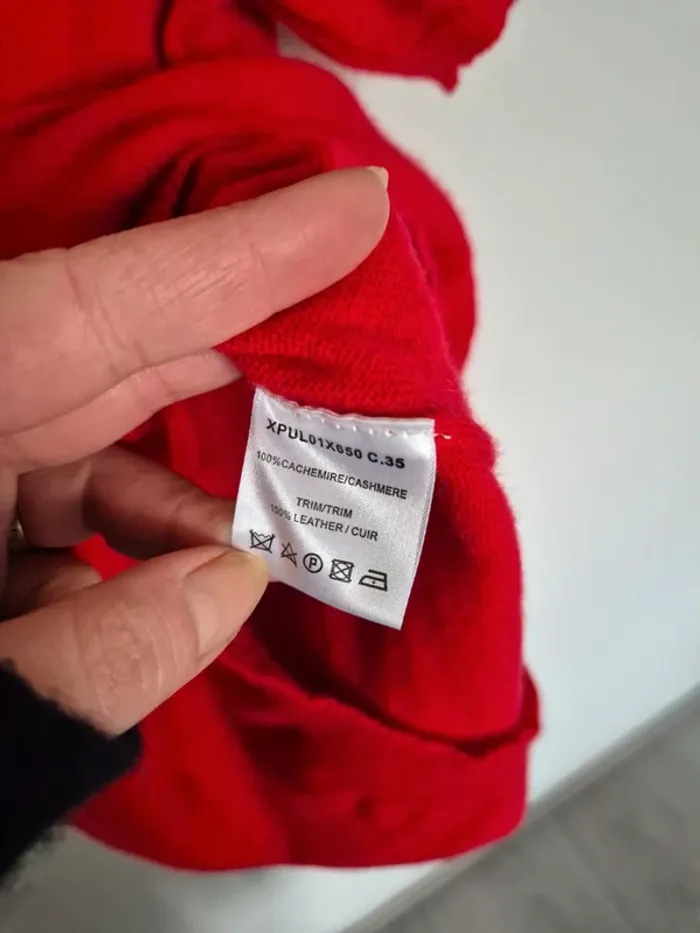 XPUL01X650 C.35
100%CACHEMIRE/CASHMERE
TRIM/TRIM
100% LEATHER / CUIR
P